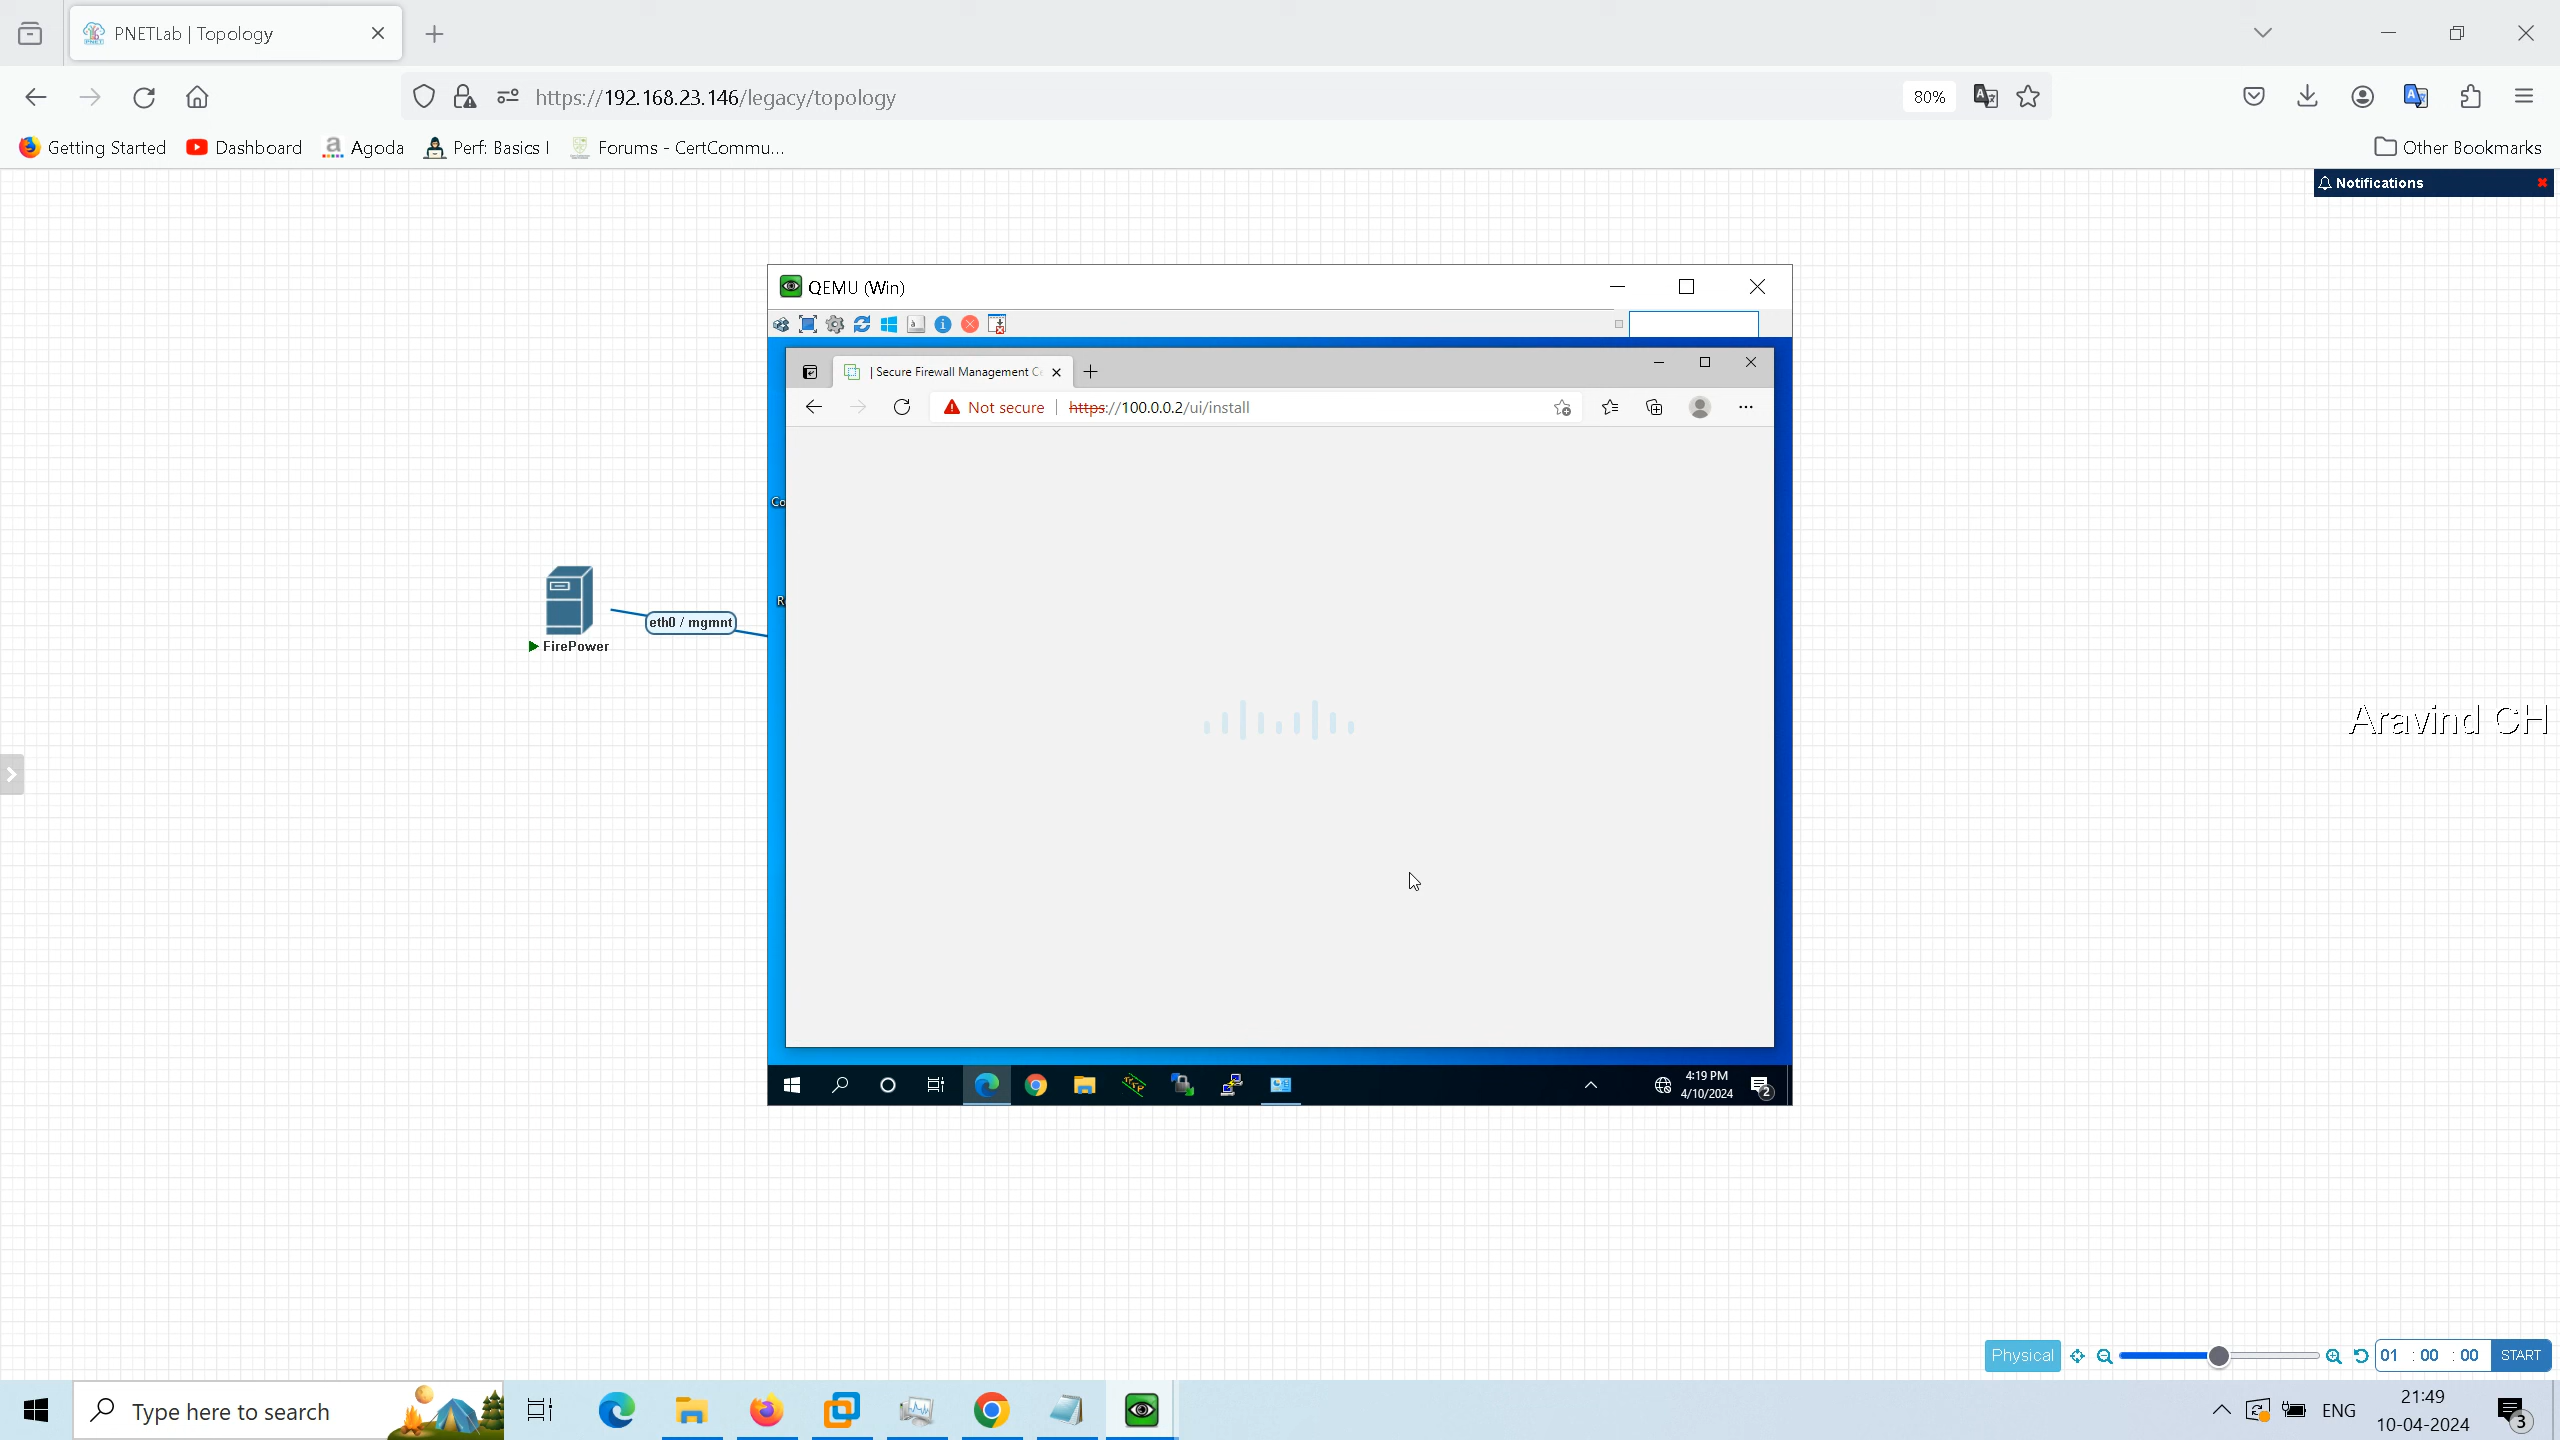 PNETLab | Topology
https://192.168.23.146/legacy/topology
80%
Getting Started
Dashboard
Agoda
Perf: Basics I
Forums - CertCommu...
Other Bookmarks
Notifications
QEMU (Win)
| Secure Firewall Management C
Not secure
https://100.0.0.2/ui/install
Co
R
eth0 / mgmnt
FirePower
Aravind CH
4:19 PM
4/10/2024
2
Physical
01 : 00 : 00
START
Type here to search
ENG
21:49
10-04-2024
3